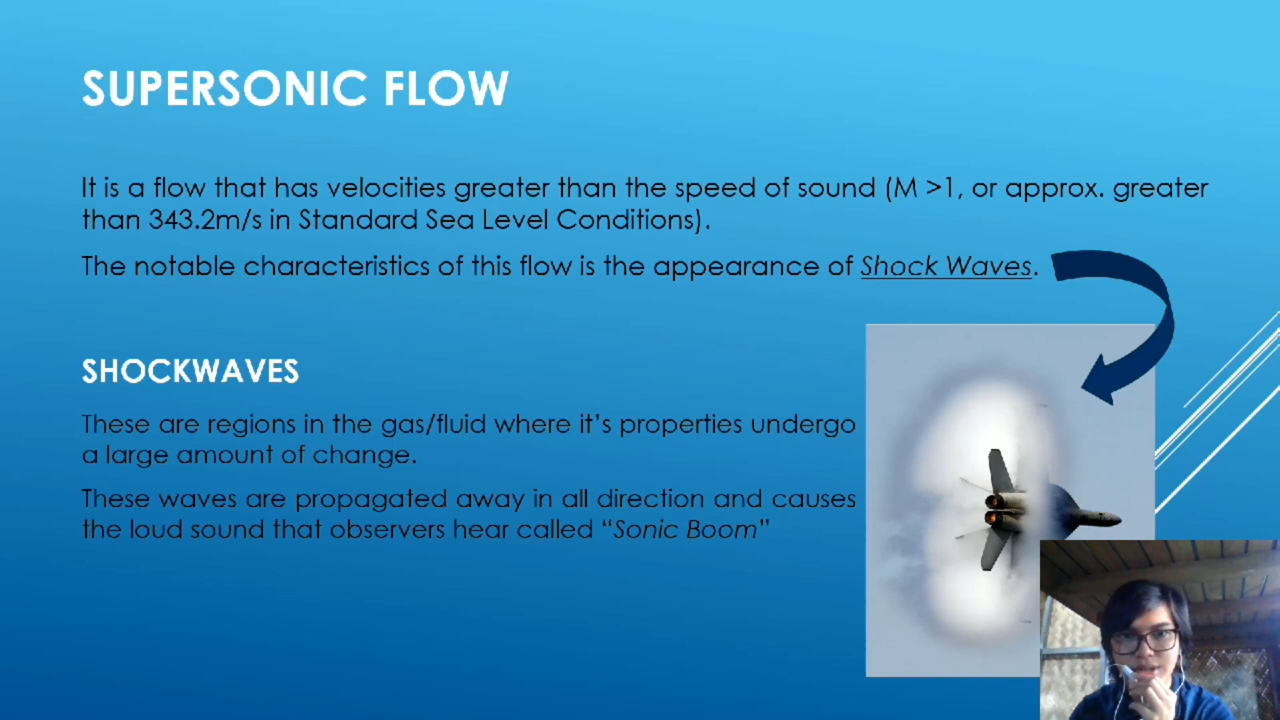 SUPERSONIC FLOW
It is a flow that has velocities greater than the speed of sound (M >1, or approx. greater
than 343.2m/s in Standard Sea Level Conditions).
The notable characteristics of this flow is the appearance of Shock Waves.
SHOCKWAVES
These are regions in the gas/fluid where it’s properties undergo
a large amount of change.
These waves are propagated away in all direction and causes
the loud sound that observers hear called “Sonic Boom”